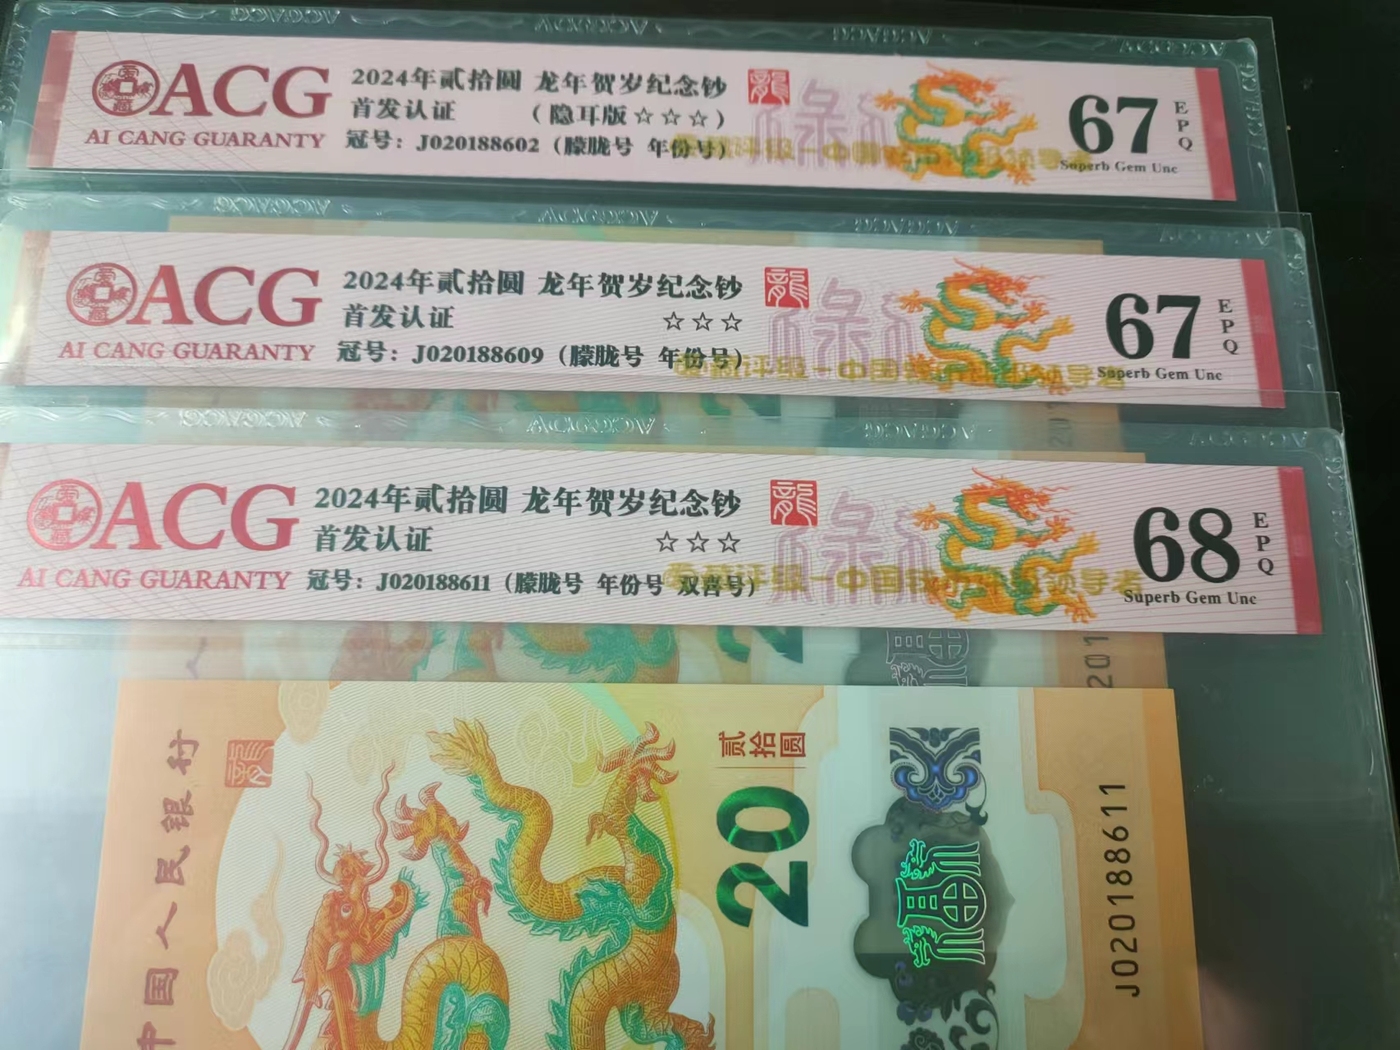 ACG
AI CANG GUARANTY
2024年贰拾圆 龙年贺岁纪念钞
首发认证 (隐耳版☆☆☆)
冠号：J020188602（朦胧号 年份号）
67
EPQ
Superb Gem Unc
ACG
AI CANG GUARANTY
2024年贰拾圆 龙年贺岁纪念钞
首发认证 ☆☆☆
冠号：J020188609（朦胧号 年份号）
67
EPQ
Superb Gem Unc
ACG
AI CANG GUARANTY
2024年贰拾圆 龙年贺岁纪念钞
首发认证 ☆☆☆
冠号：J020188611（朦胧号 年份号 双喜号）
68
EPQ
Superb Gem Unc
中国人民银行
贰拾圆
20
J020188611